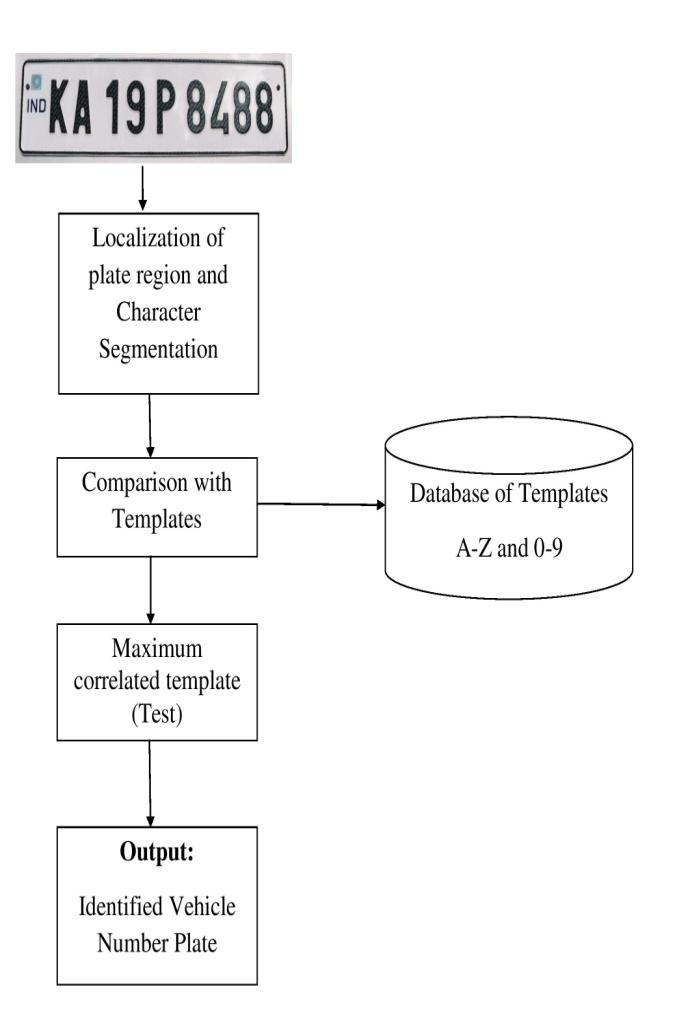 IND KA 19 P 8488
Localization of
plate region and
Character
Segmentation
Comparison with
Templates
Database of Templates
A-Z and 0-9
Maximum
correlated template
(Test)
Output:
Identified Vehicle
Number Plate